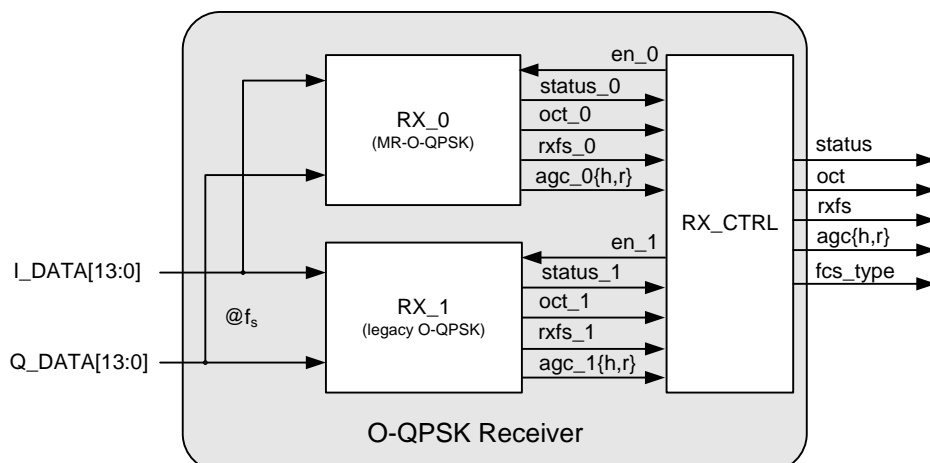 en_0
status_0
RX_0
(MR-O-QPSK)
oct_0
rxfs_0
agc_0{h,r}
status
oct
rxfs
agc{h,r}
fcs_type
RX_CTRL
en_1
status_1
RX_1
(legacy O-QPSK)
oct_1
rxfs_1
agc_1{h,r}
I_DATA[13:0]
@fs
Q_DATA[13:0]
O-QPSK Receiver